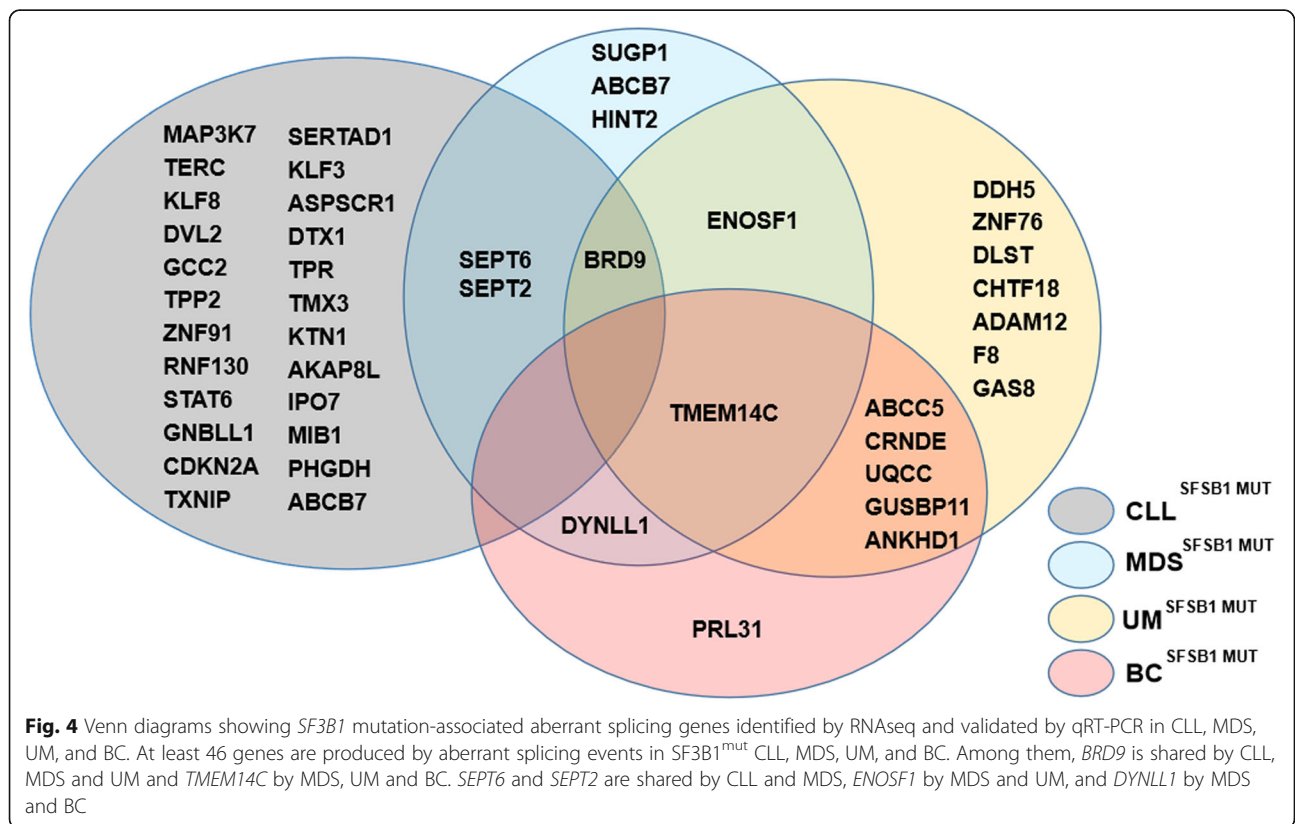 SUGP1
ABCB7
HINT2
MAP3K7
TERC
KLF8
DVL2
GCC2
TPP2
ZNF91
RNF130
STAT6
GNBLL1
CDKN2A
TXNIP
SERTAD1
KLF3
ASPSCR1
DTX1
TPR
TMX3
KTN1
AKAP8L
IPO7
MIB1
PHGDH
ABCB7
SEPT6
SEPT2
BRD9
ENOSF1
DDH5
ZNF76
DLST
CHTF18
ADAM12
F8
GAS8
TMEM14C
ABCC5
CRNDE
UQCC
GUSBP11
ANKHD1
DYNLL1
PRL31
CLL SFSB1 MUT
MDS SFSB1 MUT
UM SFSB1 MUT
BC SFSB1 MUT
Fig. 4 Venn diagrams showing SF3B1 mutation-associated aberrant splicing genes identified by RNAseq and validated by qRT-PCR in CLL, MDS,
UM, and BC. At least 46 genes are produced by aberrant splicing events in SF3B1mut CLL, MDS, UM, and BC. Among them, BRD9 is shared by CLL,
MDS and UM and TMEM14C by MDS, UM and BC. SEPT6 and SEPT2 are shared by CLL and MDS, ENOSF1 by MDS and UM, and DYNLL1 by MDS
and BC